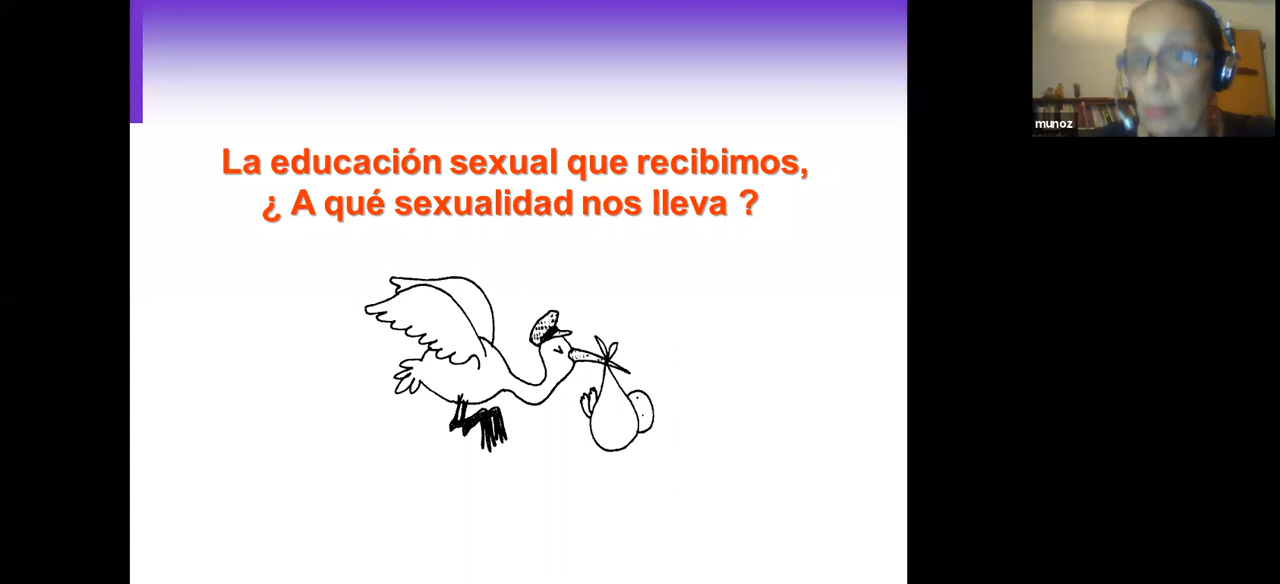 La educación sexual que recibimos,
¿ A qué sexualidad nos lleva ?
munoz